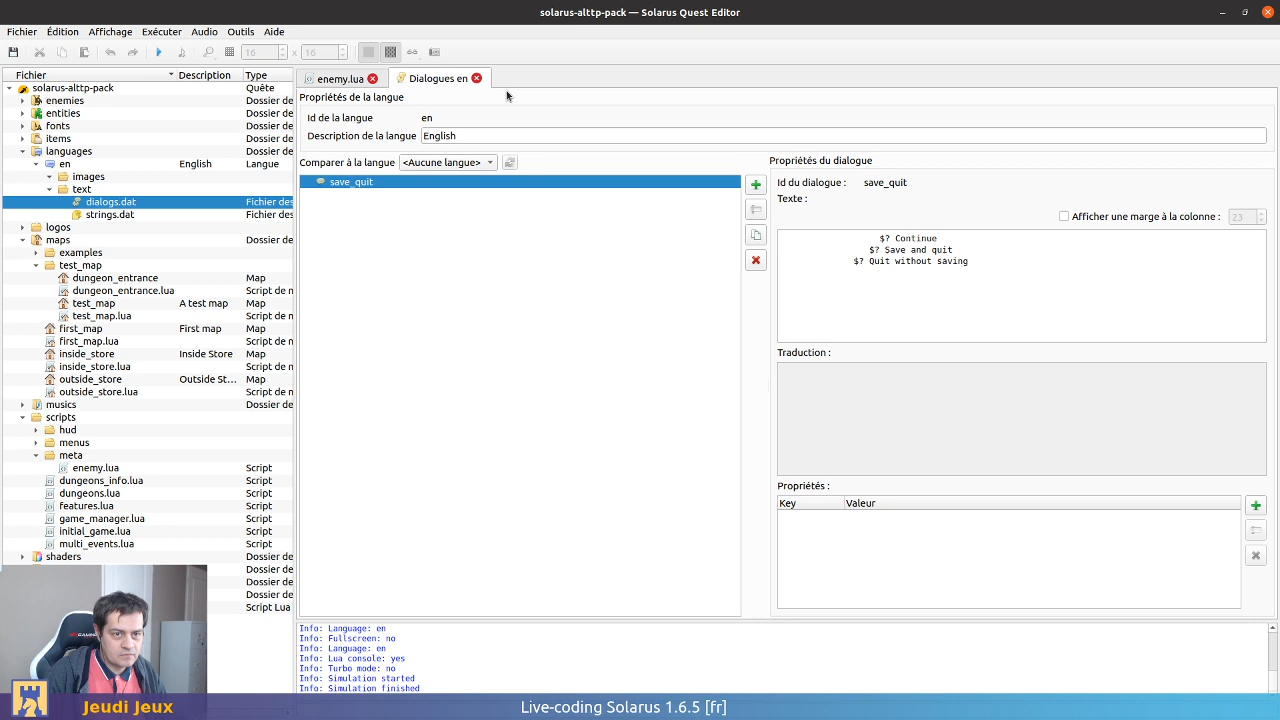 solarus-alttp-pack — Solarus Quest Editor
Fichier Édition Affichage Exécuter Audio Outils Aide
16 x 16
Fichier Description Type
solarus-alttp-pack Quête
enemies Dossier de
entities Dossier de
fonts Dossier de
items Dossier de
languages Dossier de
en English Langue
images
text
dialogs.dat Fichier des
strings.dat Fichier des
logos Dossier de
maps Dossier de
examples
test_map
dungeon_entrance Map
dungeon_entrance.lua Script de m
test_map A test map Map
test_map.lua Script de m
first_map First map Map
first_map.lua Script de m
inside_store Inside Store Map
inside_store.lua Script de m
outside_store Outside St... Map
outside_store.lua Script de m
musics Dossier de
scripts
hud
menus
meta
enemy.lua Script
dungeons_info.lua Script
dungeons.lua Script
features.lua Script
game_manager.lua Script
initial_game.lua Script
multi_events.lua Script
shaders Dossier de
Dossier de
Dossier de
Dossier de
Script Lua
enemy.lua Dialogues en
Propriétés de la langue
Id de la langue en
Description de la langue English
Comparer à la langue <Aucune langue>
save_quit
Propriétés du dialogue
Id du dialogue : save_quit
Texte :
Afficher une marge à la colonne : 23
$? Continue
$? Save and quit
$? Quit without saving
Traduction :
Propriétés :
Key Valeur
Info: Language: en
Info: Fullscreen: no
Info: Language: en
Info: Lua console: yes
Info: Turbo mode: no
Info: Simulation started
Info: Simulation finished
Jeudi Jeux
Live-coding Solarus 1.6.5 [fr]